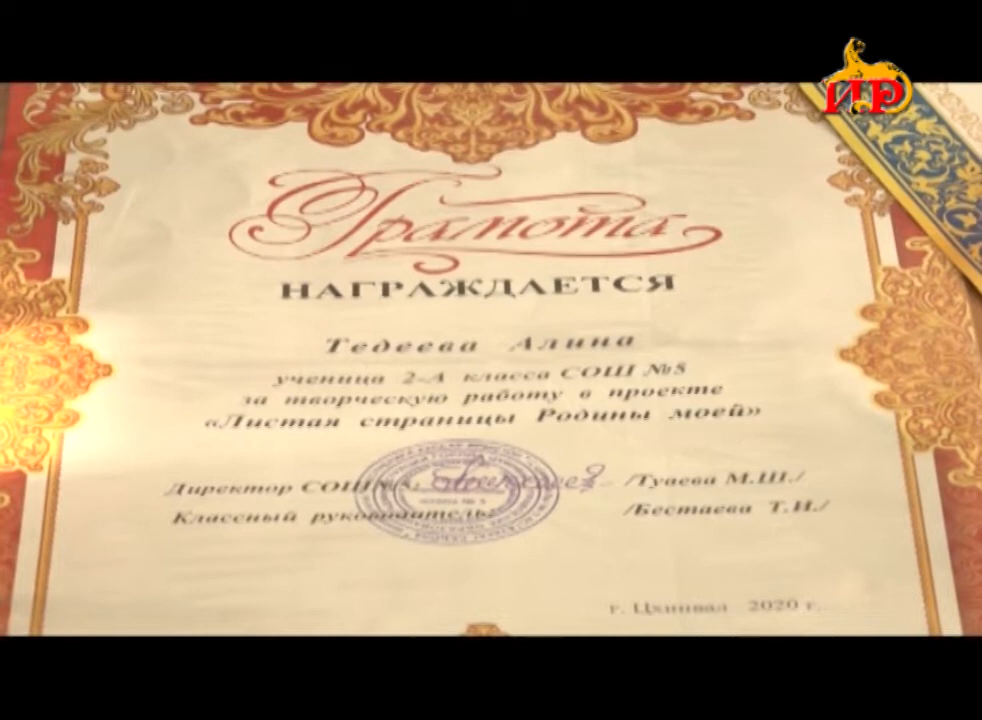 ИР
Грамота
НАГРАЖДАЕТСЯ
Тедеева Алина
ученица 2-А класса СОШ №5
за творческую работу в проекте
«Листая страницы Родины моей»
Директор СОШ /Туаева М.Ш./
Классный руководитель /Бестаева Т.И./
г. Цхинвал 2020 г.